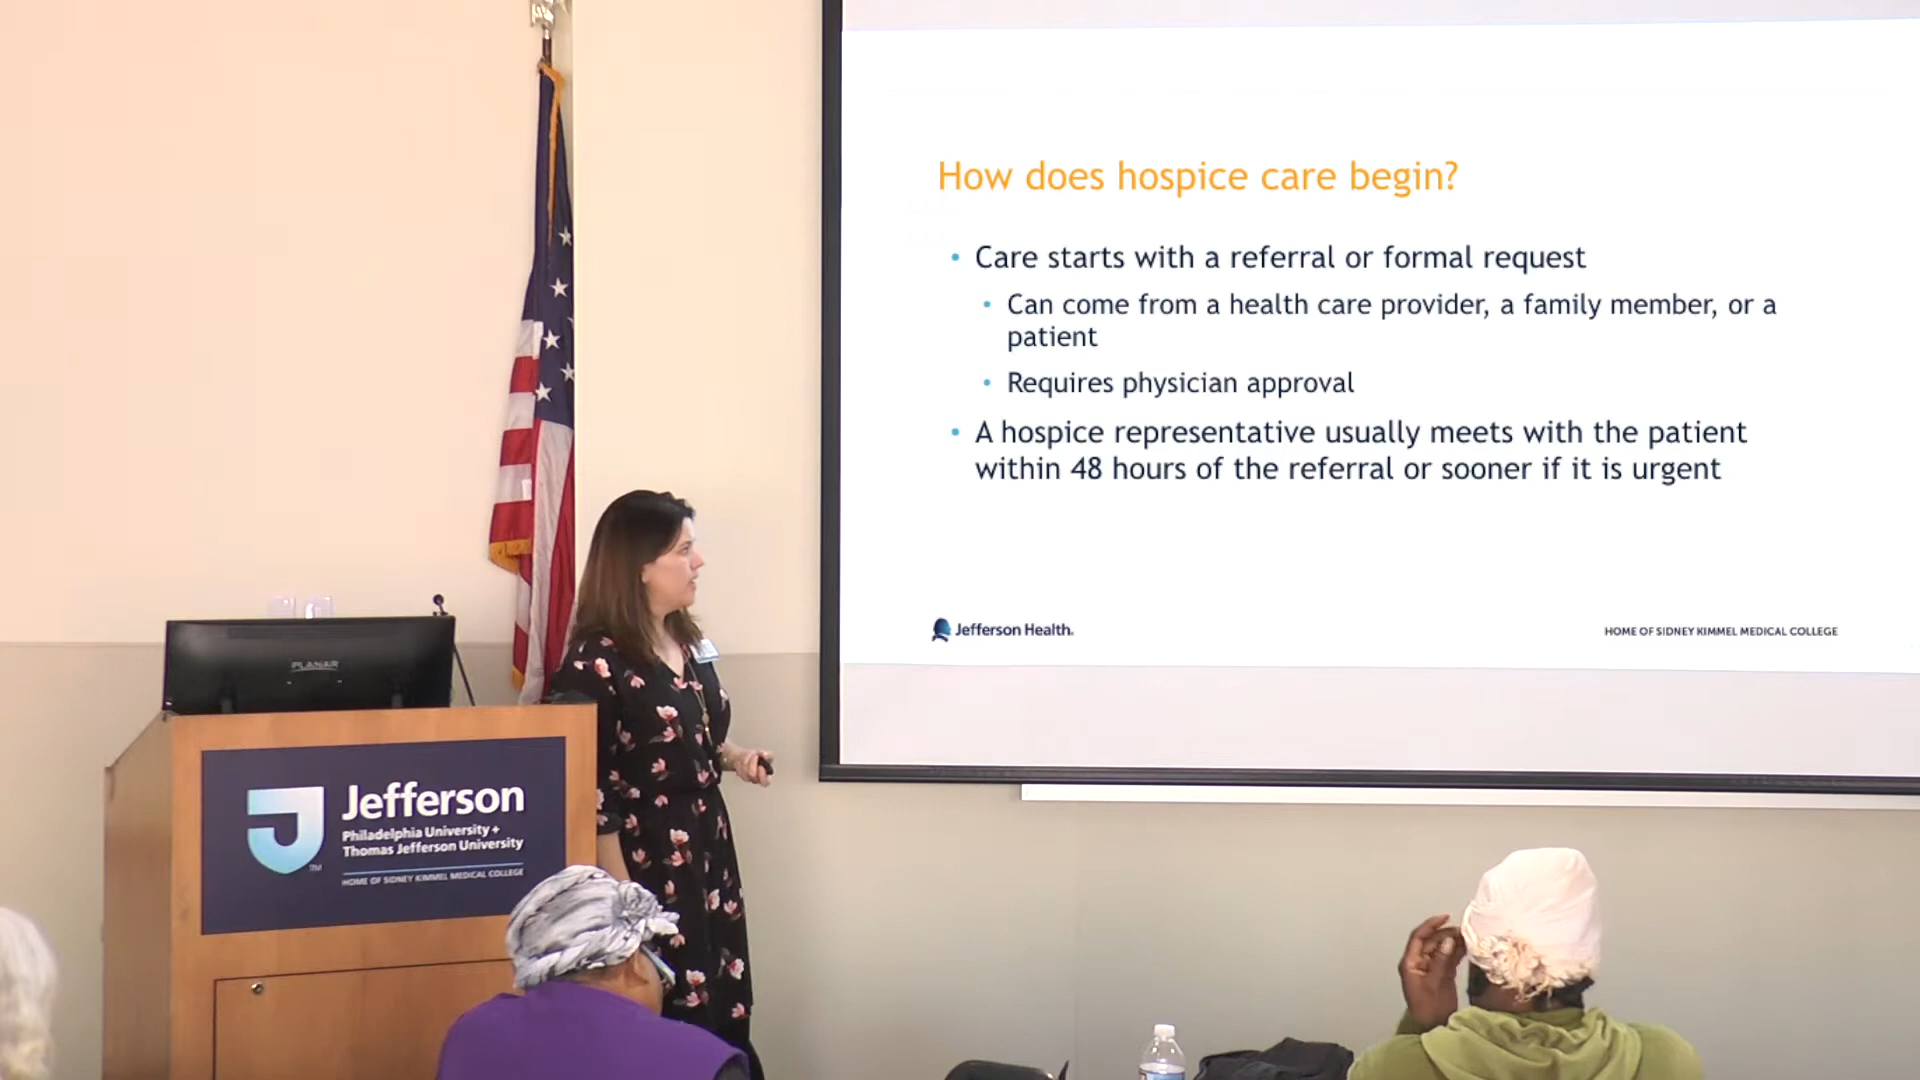 How does hospice care begin?
• Care starts with a referral or formal request
• Can come from a health care provider, a family member, or a
patient
• Requires physician approval
• A hospice representative usually meets with the patient
within 48 hours of the referral or sooner if it is urgent
Jefferson Health.
HOME OF SIDNEY KIMMEL MEDICAL COLLEGE
PLANAR
Jefferson
Philadelphia University +
Thomas Jefferson University
HOME OF SIDNEY KIMMEL MEDICAL COLLEGE
TM